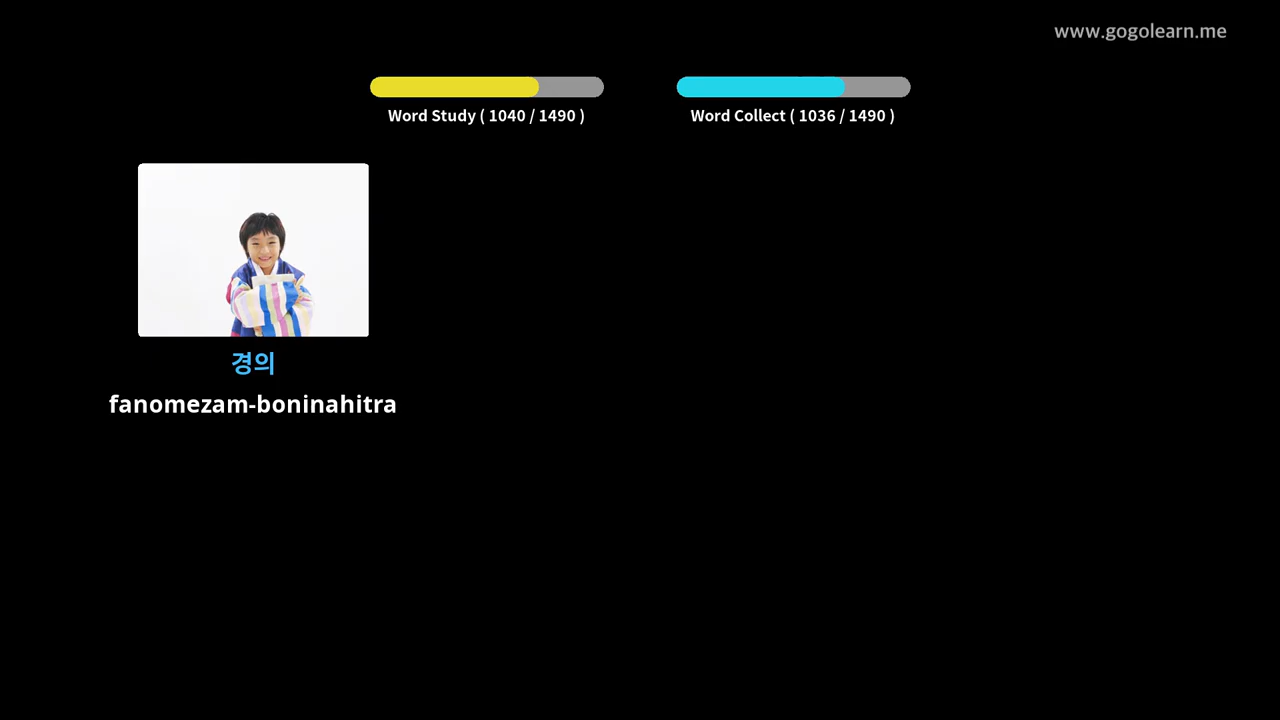 www.gogolearn.me
Word Study ( 1040 / 1490 )
Word Collect ( 1036 / 1490 )
경의
fanomezam-boninahitra